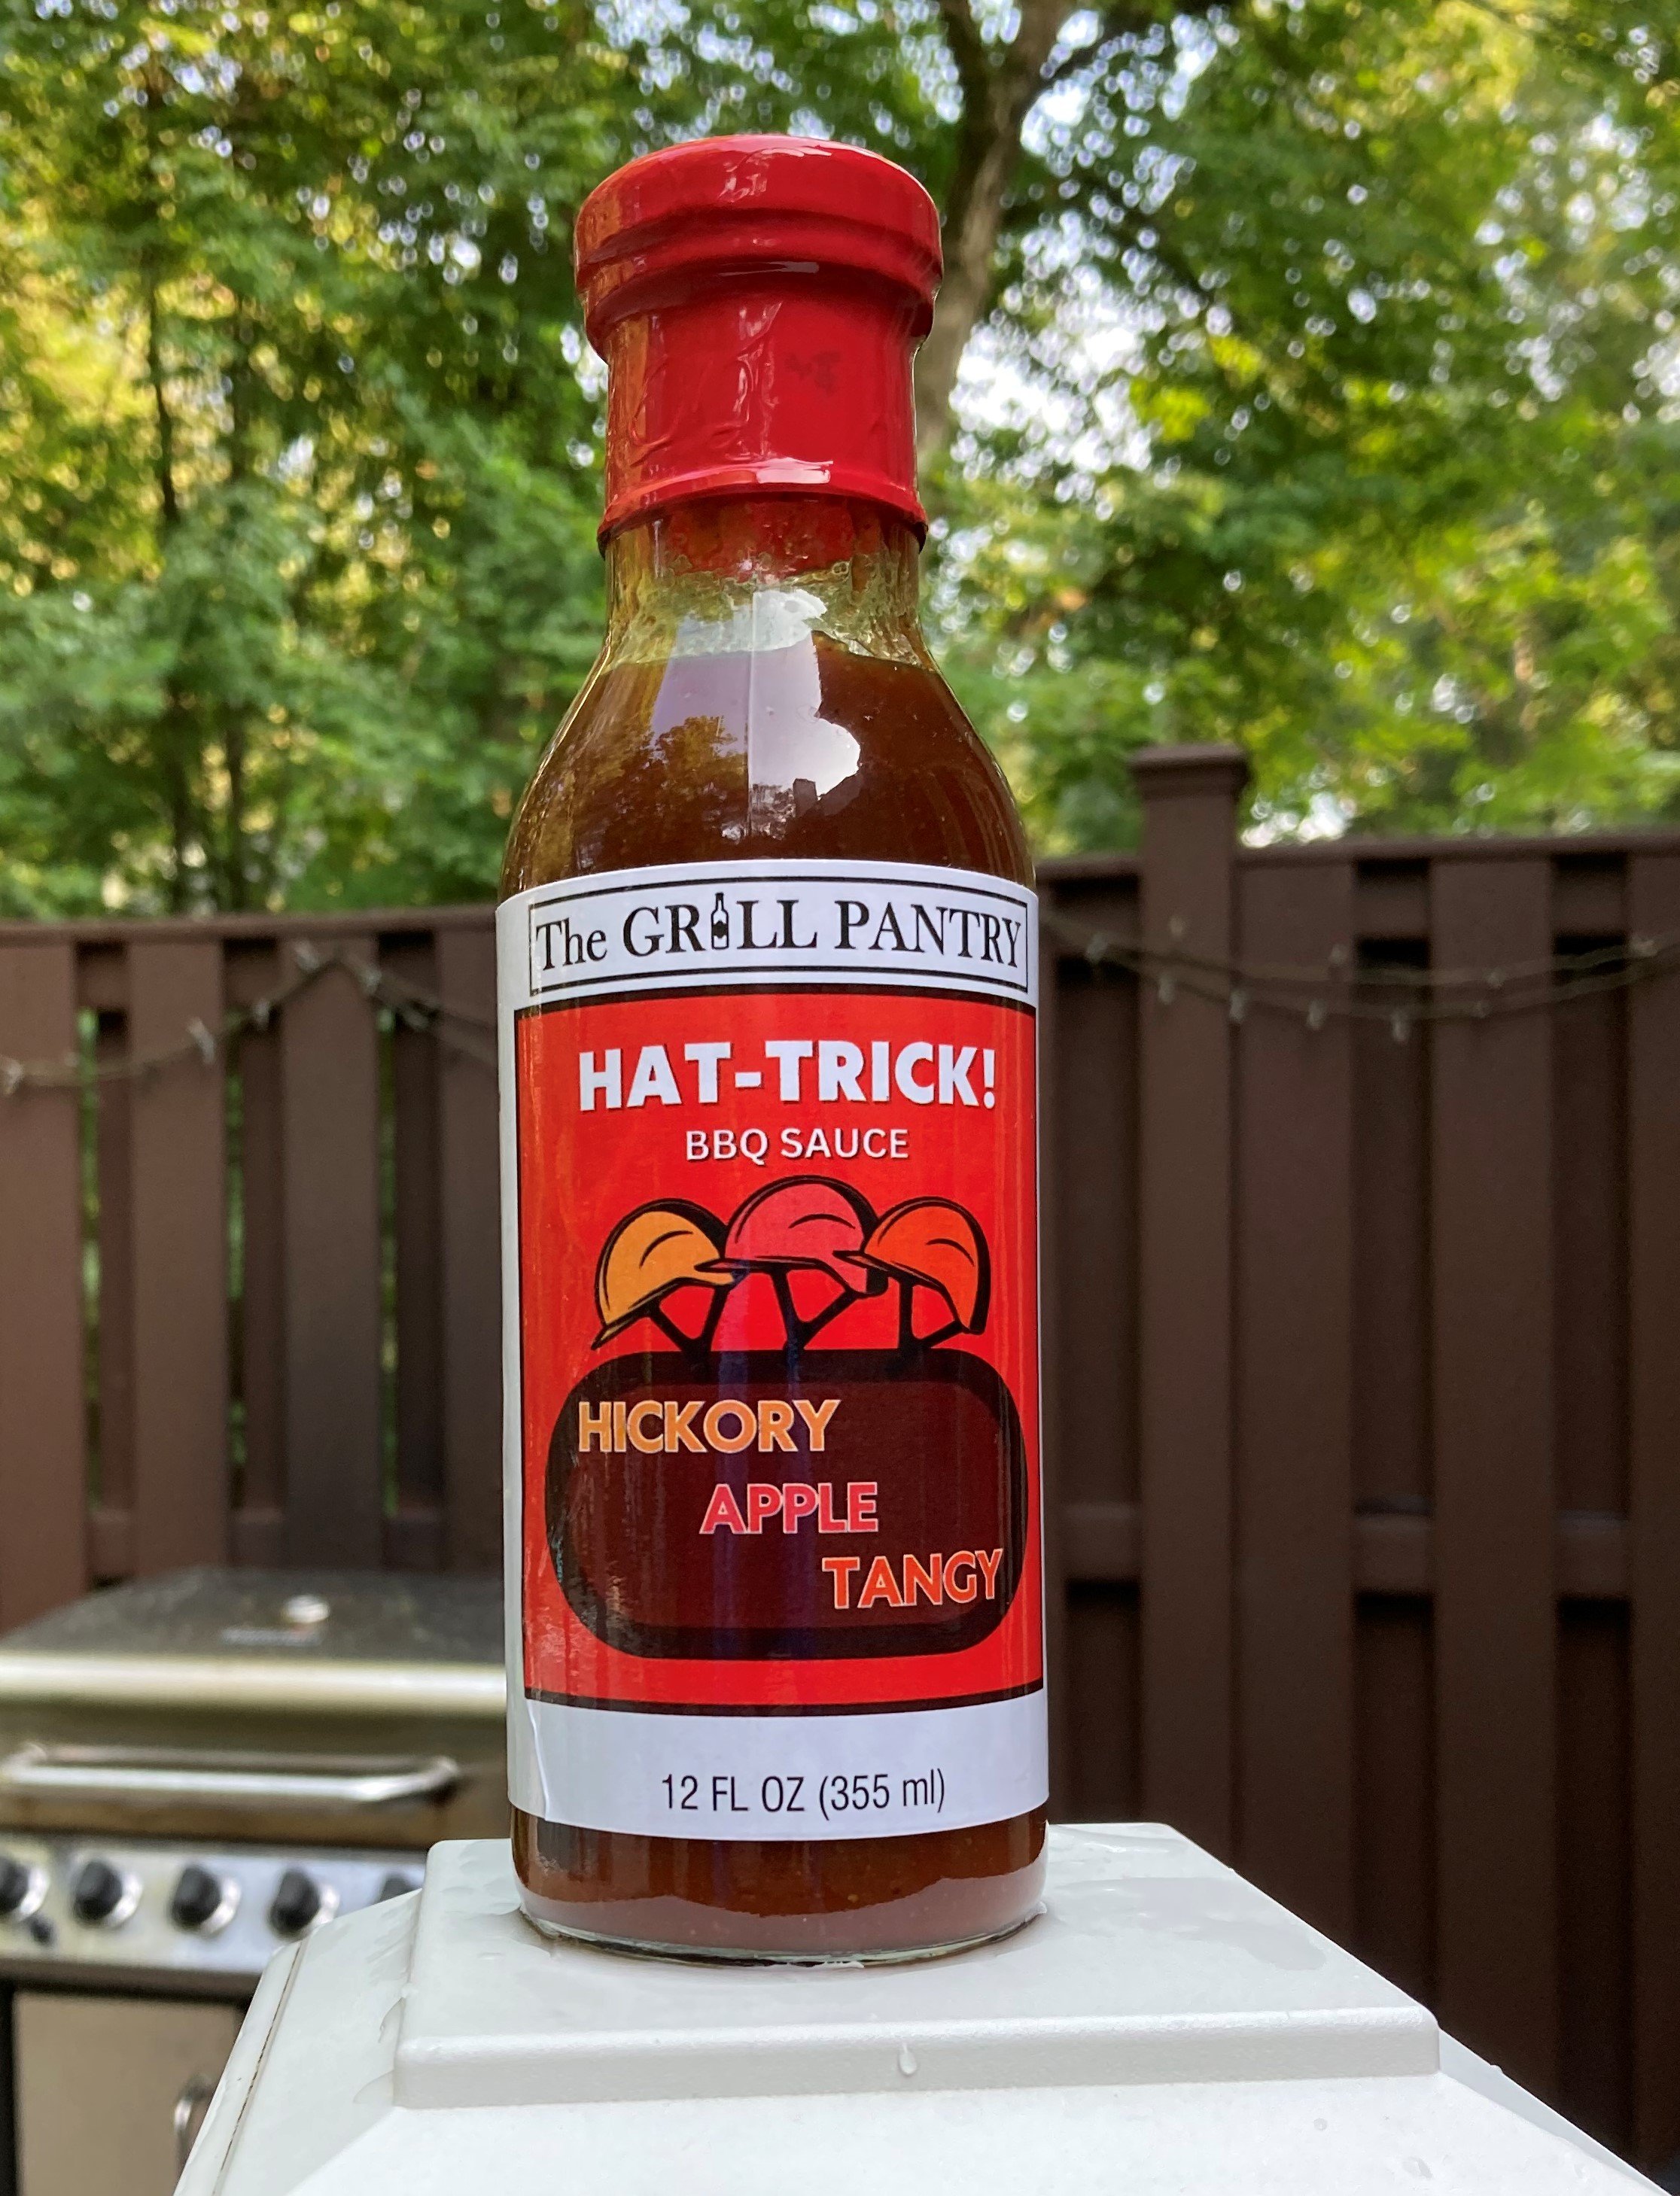 The GRILL PANTRY
HAT-TRICK!
BBQ SAUCE
HICKORY
APPLE
TANGY
12 FL OZ (355 ml)